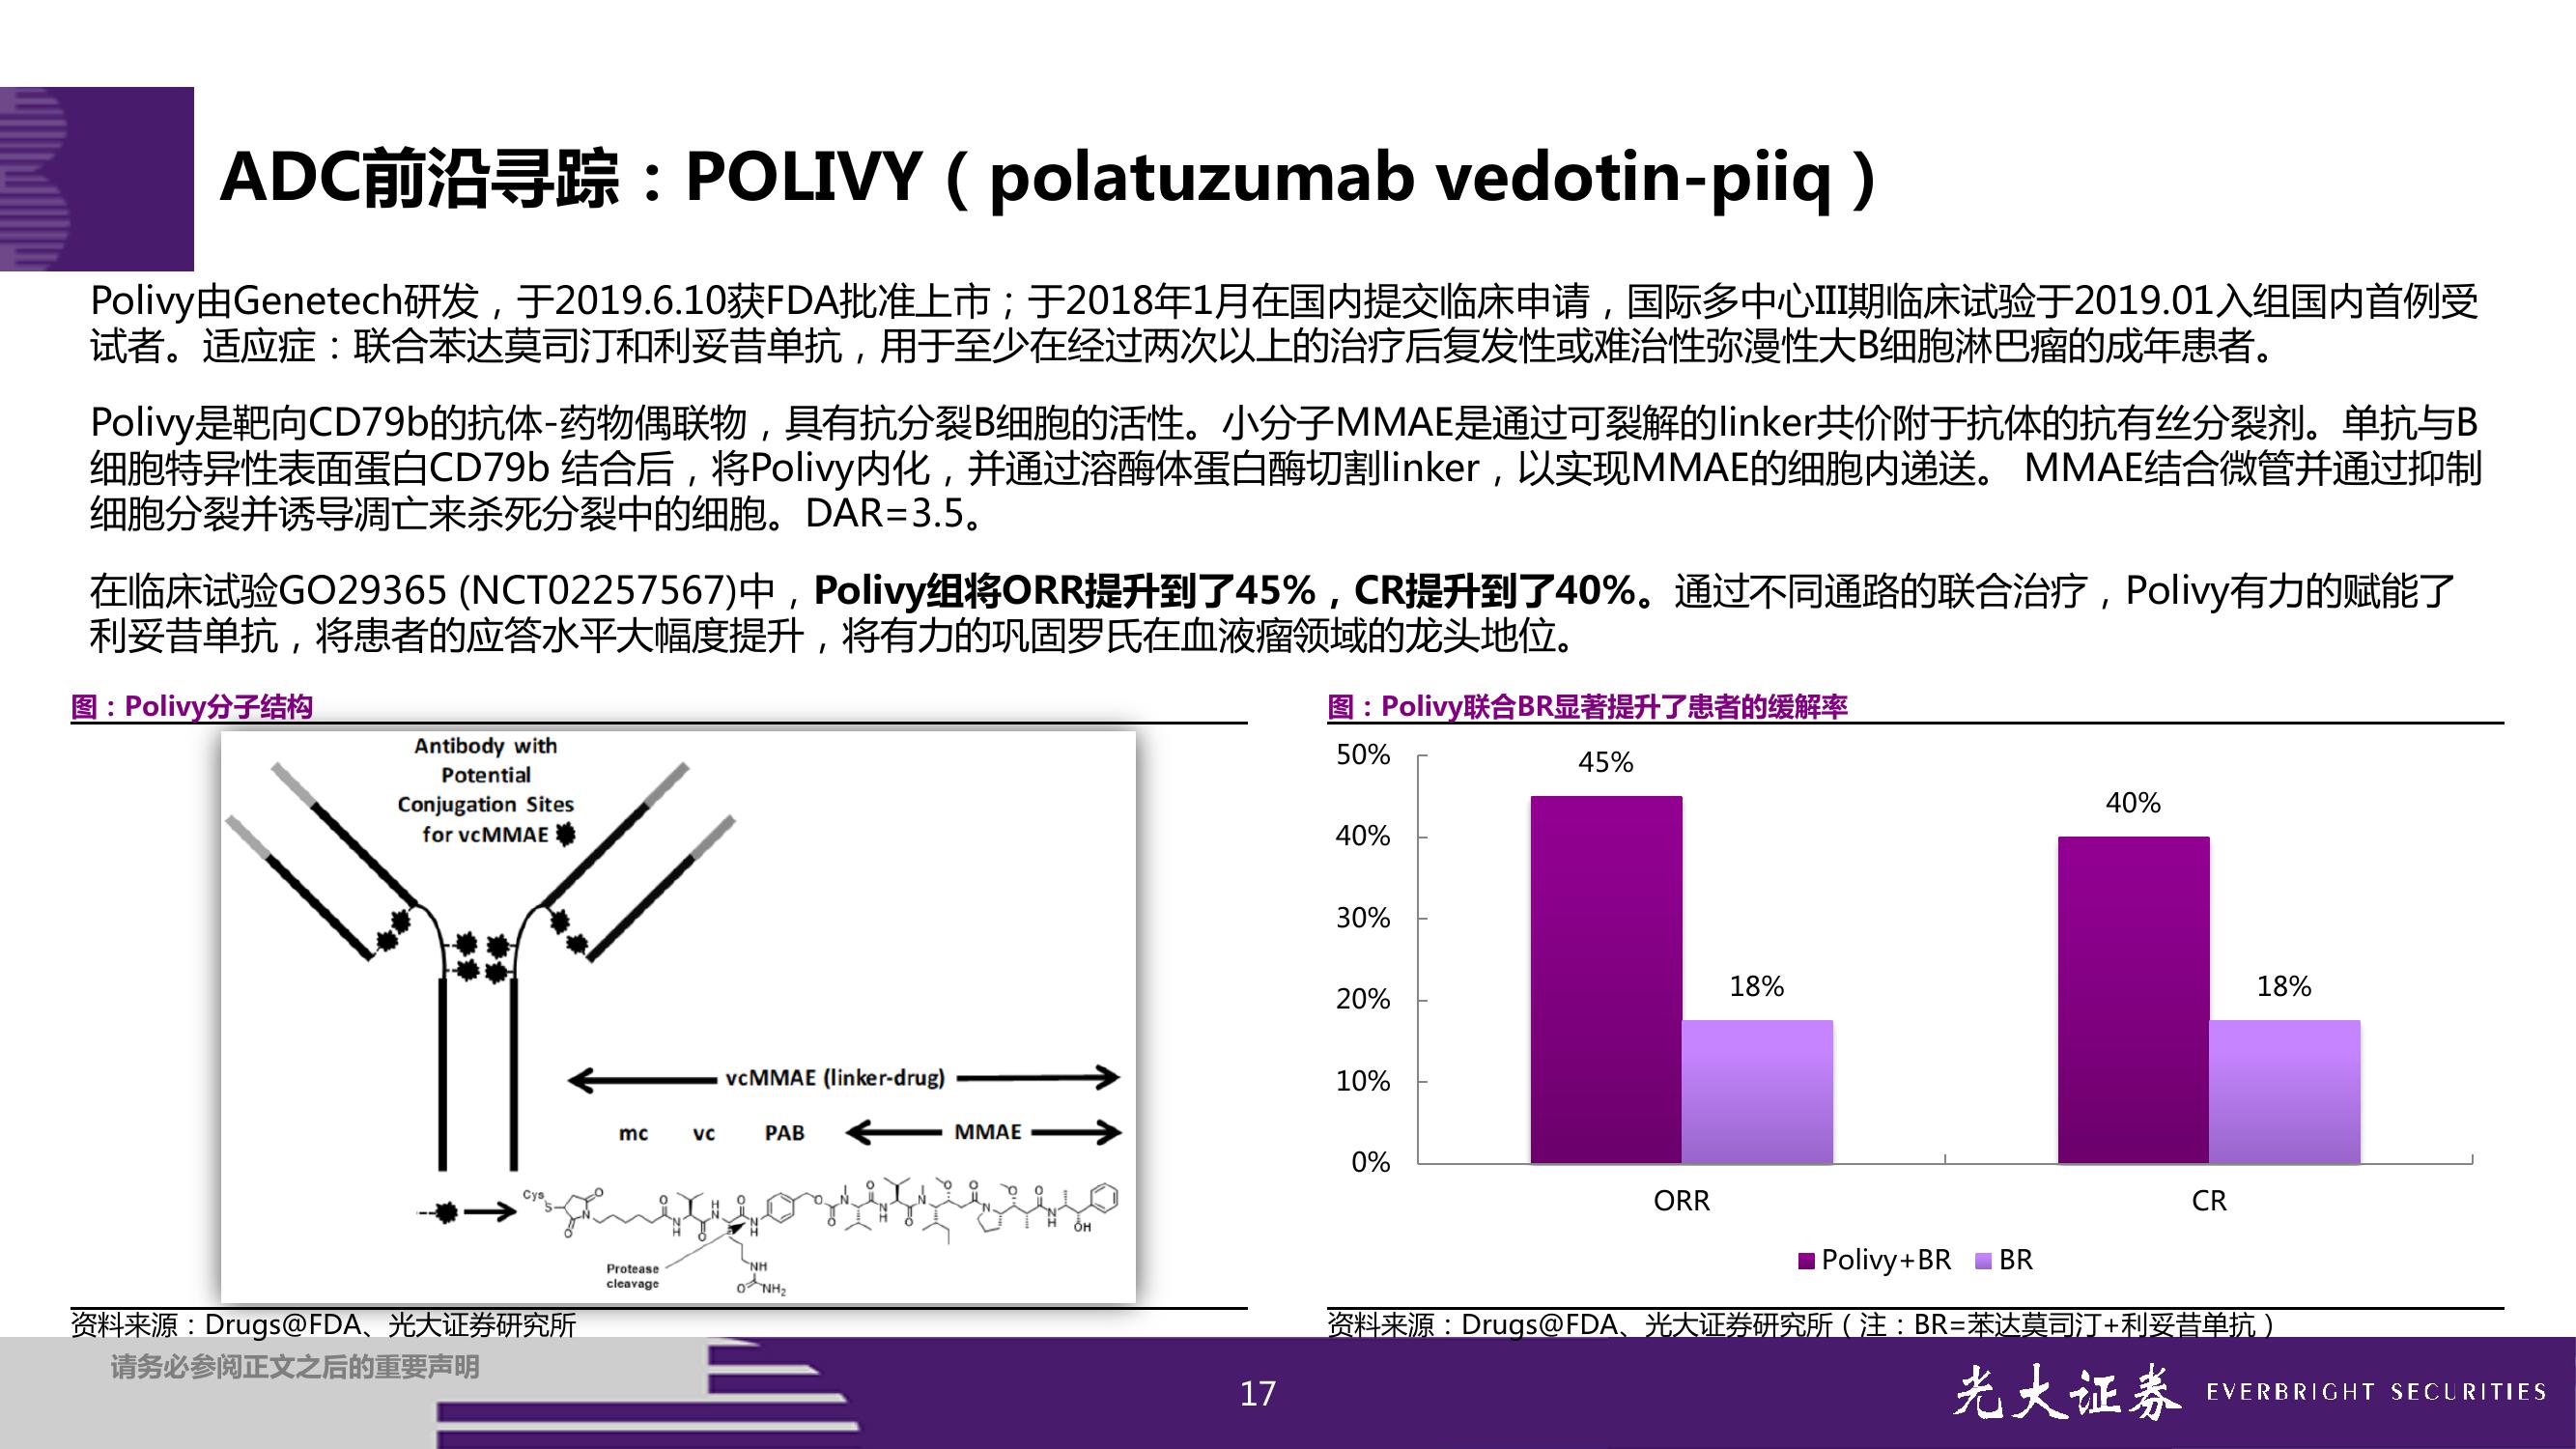 ADC前沿寻踪：POLIVY（polatuzumab vedotin-piiq）
Polivy由Genetech研发，于2019.6.10获FDA批准上市；于2018年1月在国内提交临床申请，国际多中心III期临床试验于2019.01入组国内首例受
试者。适应症：联合苯达莫司汀和利妥昔单抗，用于至少在经过两次以上的治疗后复发性或难治性弥漫性大B细胞淋巴瘤的成年患者。
Polivy是靶向CD79b的抗体-药物偶联物，具有抗分裂B细胞的活性。小分子MMAE是通过可裂解的linker共价附于抗体的抗有丝分裂剂。单抗与B
细胞特异性表面蛋白CD79b 结合后，将Polivy内化，并通过溶酶体蛋白酶切割linker，以实现MMAE的细胞内递送。 MMAE结合微管并通过抑制
细胞分裂并诱导凋亡来杀死分裂中的细胞。DAR=3.5。
在临床试验GO29365 (NCT02257567)中，Polivy组将ORR提升到了45%，CR提升到了40%。通过不同通路的联合治疗，Polivy有力的赋能了
利妥昔单抗，将患者的应答水平大幅度提升，将有力的巩固罗氏在血液瘤领域的龙头地位。
图：Polivy分子结构
Antibody with
Potential
Conjugation Sites
for vcMMAE
vcMMAE (linker-drug)
mc vc PAB MMAE
Cys
S
O
N
O
O
N
H
H
N
O
O
N
H
O
O
N
O
N
H
O
N
O
O
N
O
O
N
H
OH
Protease
cleavage
NH
O
NH₂
资料来源：Drugs@FDA、光大证券研究所
图：Polivy联合BR显著提升了患者的缓解率
50%
40%
30%
20%
10%
0%
45%
18%
40%
18%
ORR CR
Polivy+BR BR
资料来源：Drugs@FDA、光大证券研究所（注：BR=苯达莫司汀+利妥昔单抗）
请务必参阅正文之后的重要声明
17
光大证券 EVERBRIGHT SECURITIES